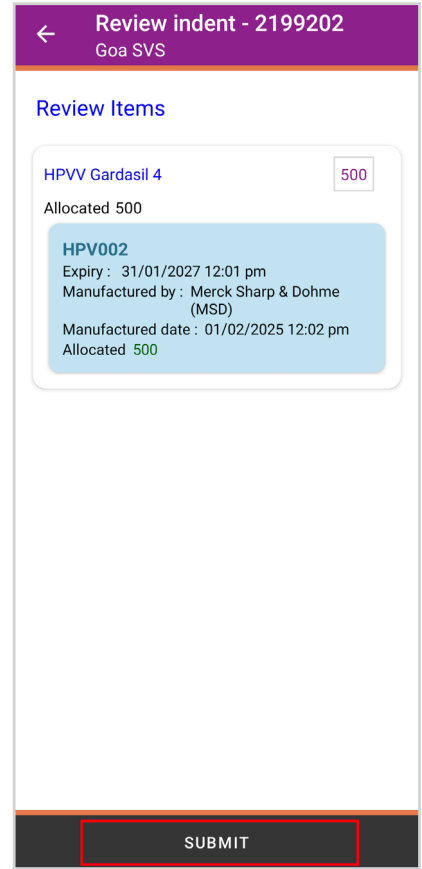 Review indent - 2199202
Goa SVS
Review Items
HPVV Gardasil 4 500
Allocated 500
HPV002
Expiry : 31/01/2027 12:01 pm
Manufactured by : Merck Sharp & Dohme
(MSD)
Manufactured date : 01/02/2025 12:02 pm
Allocated 500
SUBMIT